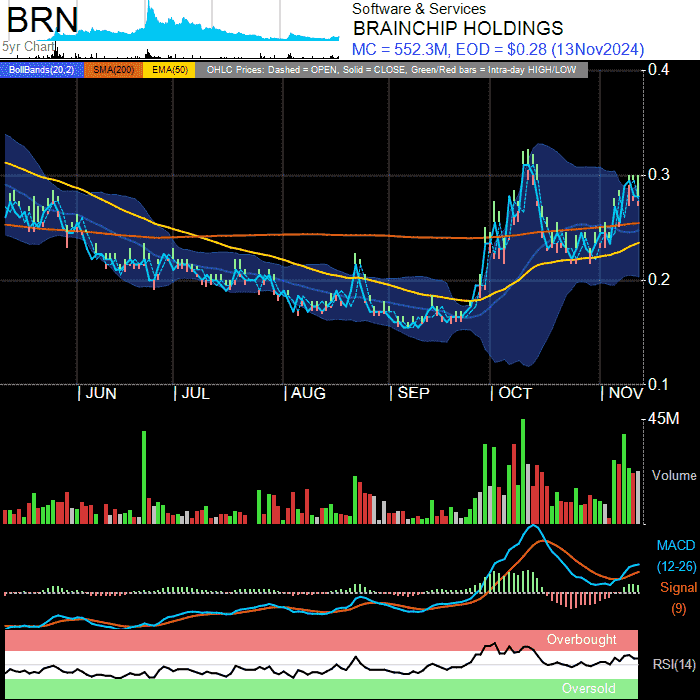 BRN
5yr Chart
Software & Services
BRAINCHIP HOLDINGS
MC = 552.3M, EOD = $0.28 (13Nov2024)
BollBands(20,2) SMA(200) EMA(50) OHLC Prices: Dashed = OPEN, Solid = CLOSE, Green/Red bars = Intra-day HIGH/LOW
0.4
0.3
0.2
0.1
| JUN | JUL | AUG | SEP | OCT | NOV
45M
Volume
MACD
(12-26)
Signal
(9)
Overbought
RSI(14)
Oversold